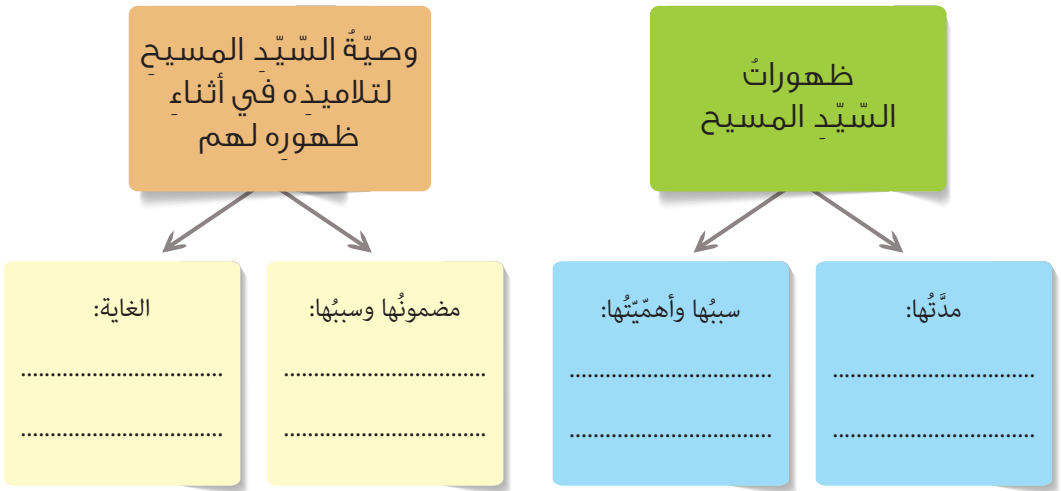 ظهوراتُ
السّيّدِ المسيح
مدَّتُها:
..................................
..................................
سببُها وأهمّيّتُها:
..................................
..................................
وصيّةُ السّيّدِ المسيحِ
لتلاميذِه في أثناءِ
ظهورِه لهم
مضمونُها وسببُها:
..................................
..................................
الغاية:
..................................
..................................